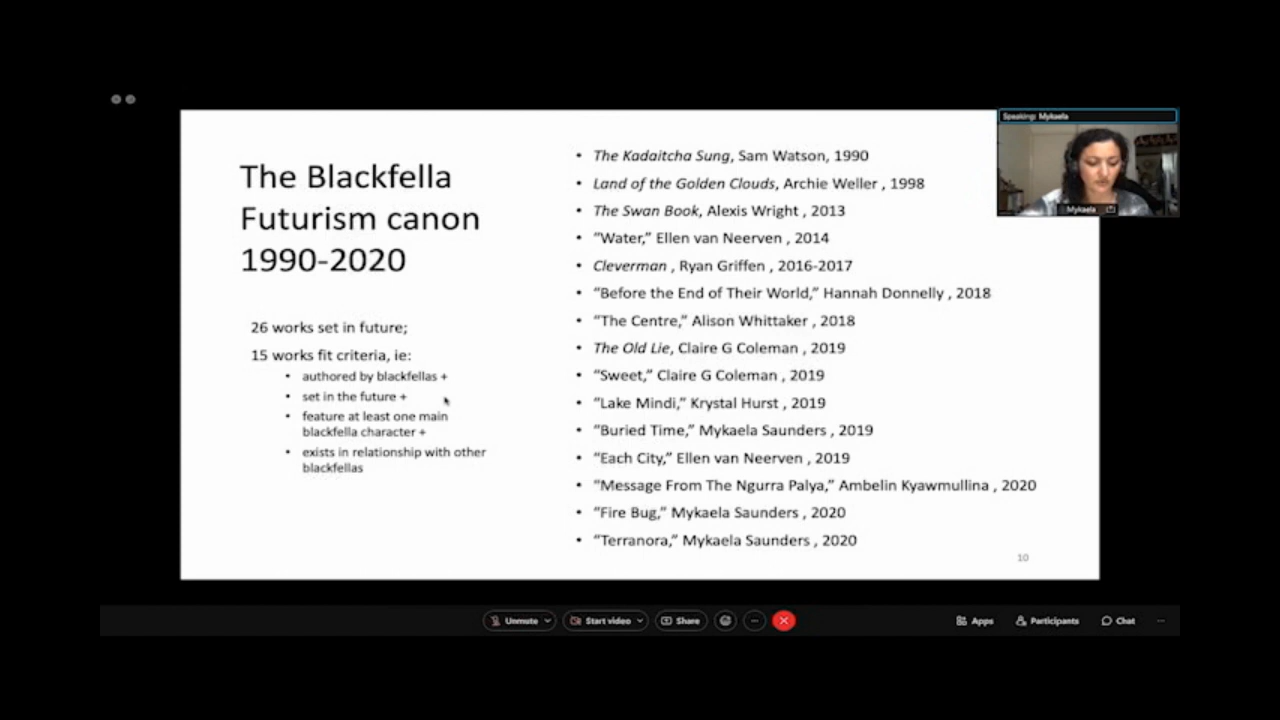 The Blackfella
Futurism canon
1990-2020
26 works set in future;
15 works fit criteria, ie:
• authored by blackfellas +
• set in the future +
• feature at least one main
blackfella character +
• exists in relationship with other
blackfellas
• The Kadaitcha Sung, Sam Watson, 1990
• Land of the Golden Clouds, Archie Weller , 1998
• The Swan Book, Alexis Wright , 2013
• “Water,” Ellen van Neerven , 2014
• Cleverman , Ryan Griffen , 2016-2017
• “Before the End of Their World,” Hannah Donnelly , 2018
• “The Centre,” Alison Whittaker , 2018
• The Old Lie, Claire G Coleman , 2019
• “Sweet,” Claire G Coleman , 2019
• “Lake Mindi,” Krystal Hurst , 2019
• “Buried Time,” Mykaela Saunders , 2019
• “Each City,” Ellen van Neerven , 2019
• “Message From The Ngurra Palya,” Ambelin Kyawmullina , 2020
• “Fire Bug,” Mykaela Saunders , 2020
• “Terranora,” Mykaela Saunders , 2020
10
Speaking: Mykaela
Mykaela
Unmute
Start video
Share
Apps
Participants
Chat